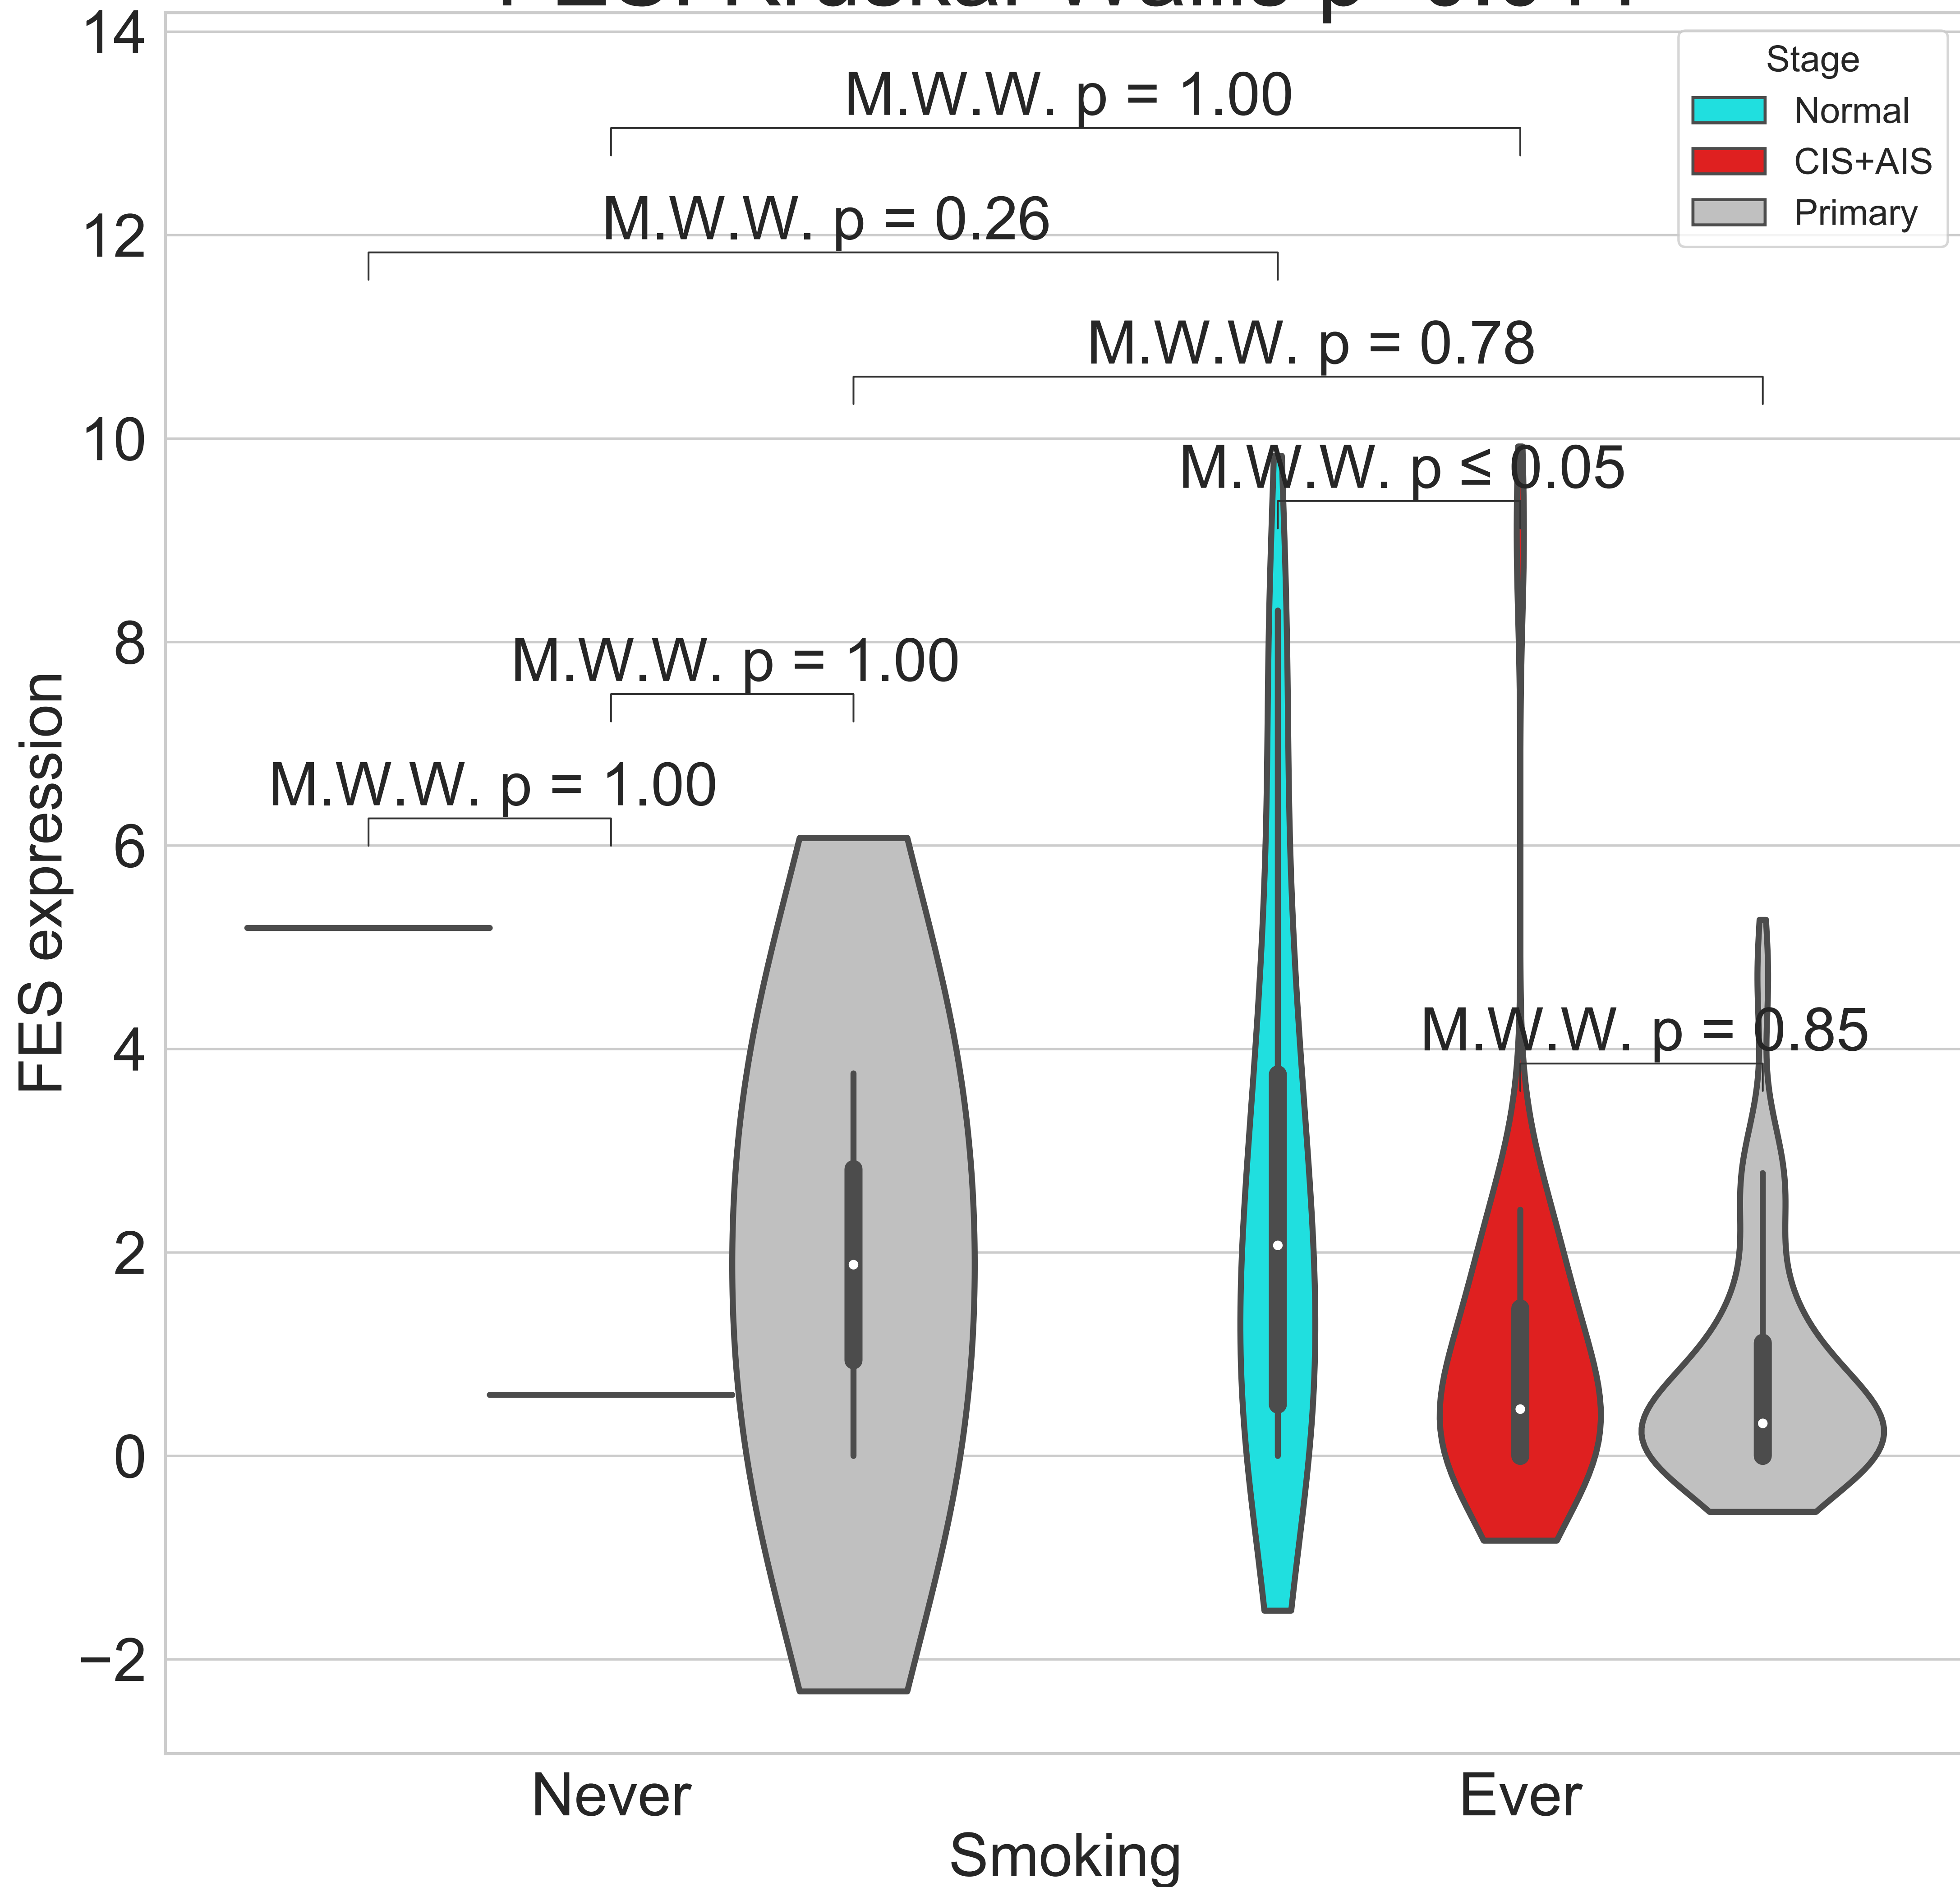 14
M.W.W. p = 1.00
Stage
Normal
CIS+AIS
Primary
12
M.W.W. p = 0.26
M.W.W. p = 0.78
10
M.W.W. p ≤ 0.05
8
M.W.W. p = 1.00
M.W.W. p = 1.00
6
FES expression
4
M.W.W. p = 0.85
2
0
−2
Never
Ever
Smoking